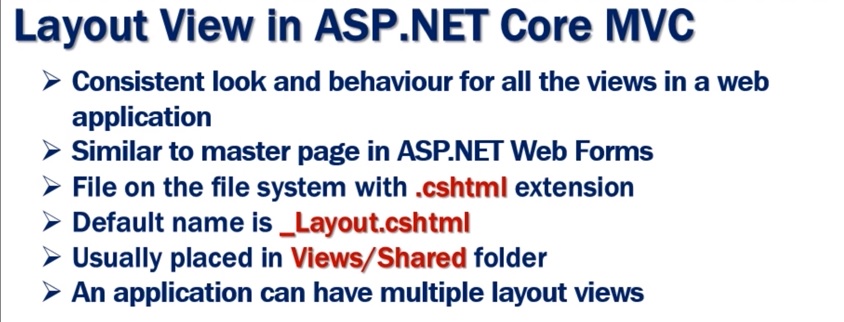 Layout View in ASP.NET Core MVC
➢ Consistent look and behaviour for all the views in a web
application
➢ Similar to master page in ASP.NET Web Forms
➢ File on the file system with .cshtml extension
➢ Default name is _Layout.cshtml
➢ Usually placed in Views/Shared folder
➢ An application can have multiple layout views